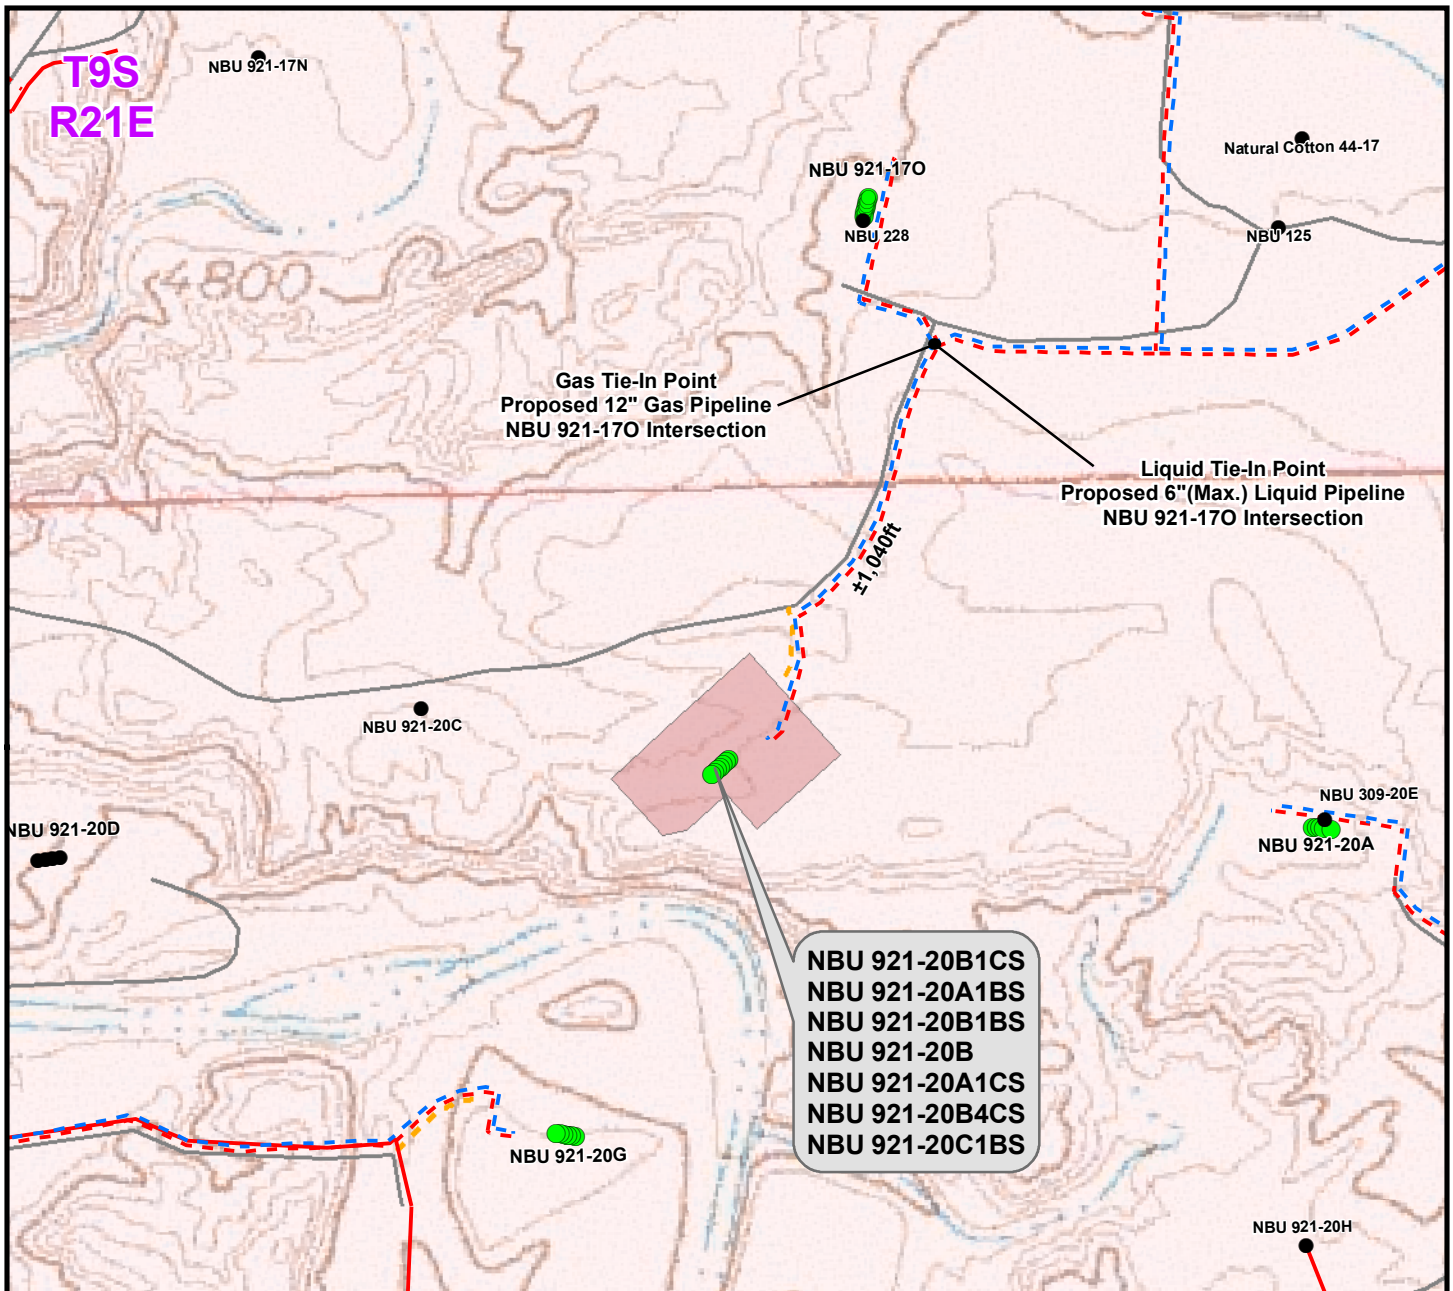 T9S
R21E
NBU 921-17N
Natural Cotton 44-17
NBU 921-17O
NBU 228
NBU 125
4800
Gas Tie-In Point
Proposed 12" Gas Pipeline
NBU 921-17O Intersection
Liquid Tie-In Point
Proposed 6"(Max.) Liquid Pipeline
NBU 921-17O Intersection
±1,040ft
NBU 921-20C
NBU 309-20E
NBU 921-20D
NBU 921-20A
NBU 921-20B1CS
NBU 921-20A1BS
NBU 921-20B1BS
NBU 921-20B
NBU 921-20A1CS
NBU 921-20B4CS
NBU 921-20C1BS
NBU 921-20G
NBU 921-20H